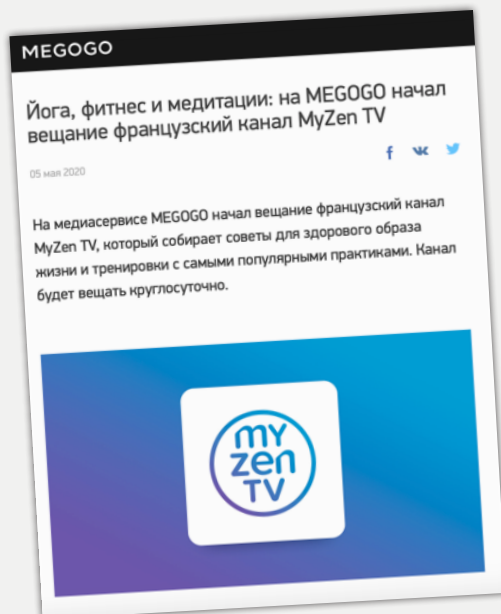 MEGOGO
Йога, фитнес и медитации: на MEGOGO начал
вещание французский канал MyZen TV
05 мая 2020
На медиасервисе MEGOGO начал вещание французский канал
MyZen TV, который собирает советы для здорового образа
жизни и тренировки с самыми популярными практиками. Канал
будет вещать круглосуточно.
my
zen
TV